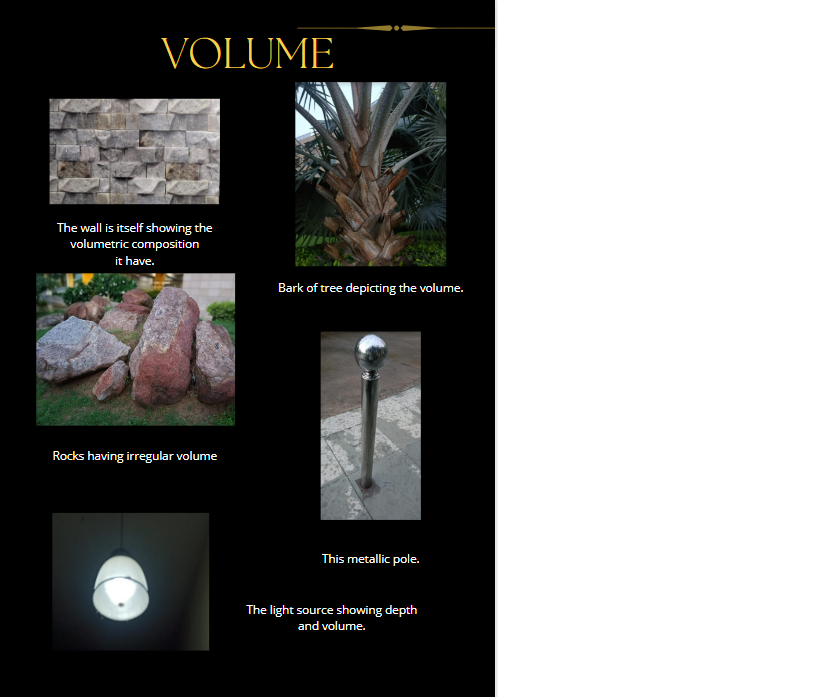 VOLUME
The wall is itself showing the
volumetric composition
it have.
Bark of tree depicting the volume.
Rocks having irregular volume
This metallic pole.
The light source showing depth
and volume.